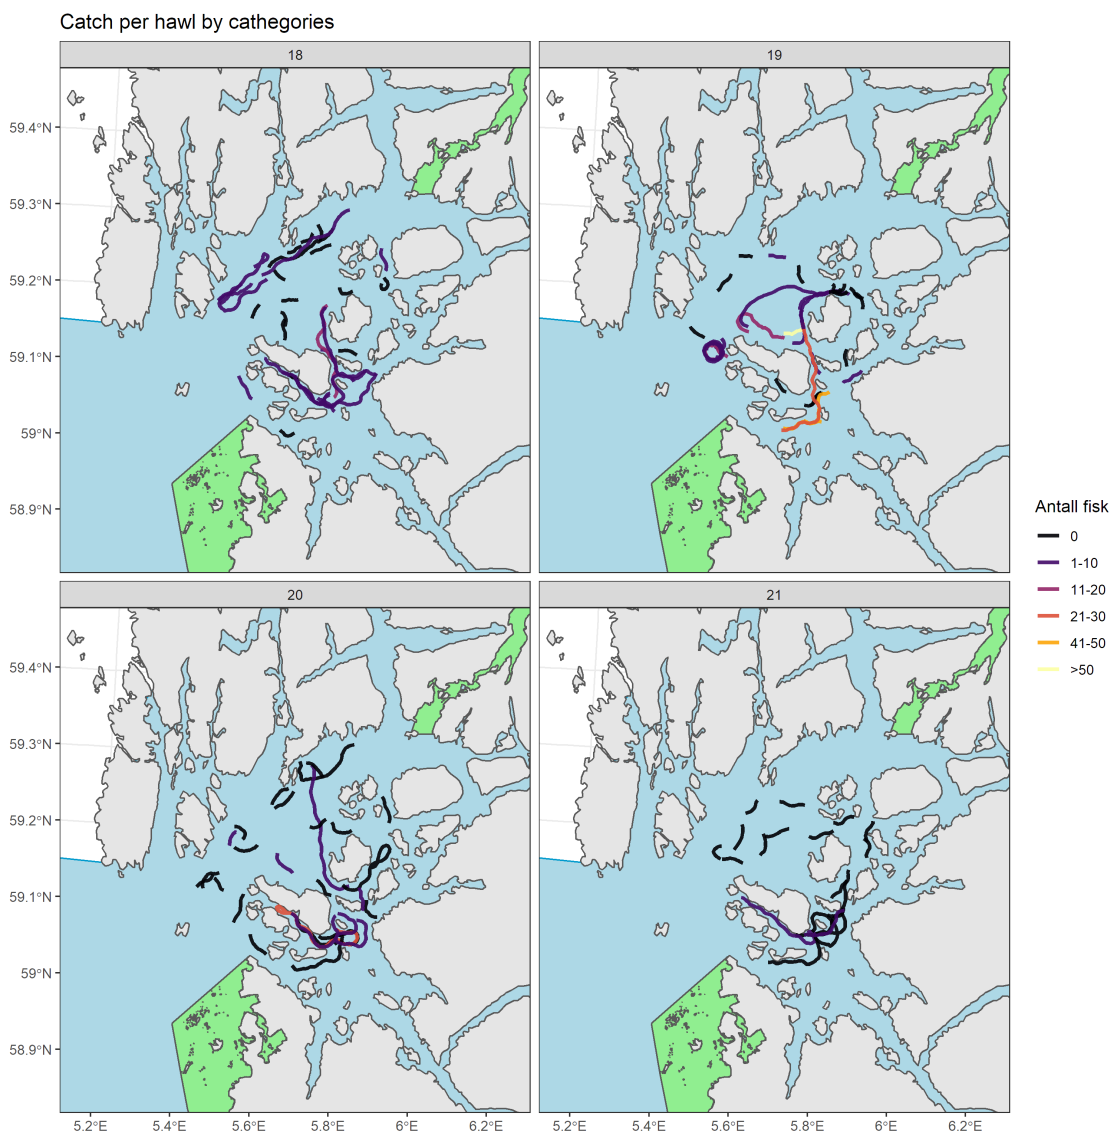 Catch per hawl by cathegories
18
19
59.4°N
59.3°N
59.2°N
59.1°N
59°N
58.9°N
20
21
59.4°N
59.3°N
59.2°N
59.1°N
59°N
58.9°N
5.2°E 5.4°E 5.6°E 5.8°E 6°E 6.2°E
5.2°E 5.4°E 5.6°E 5.8°E 6°E 6.2°E
Antall fisk
0
1-10
11-20
21-30
41-50
>50